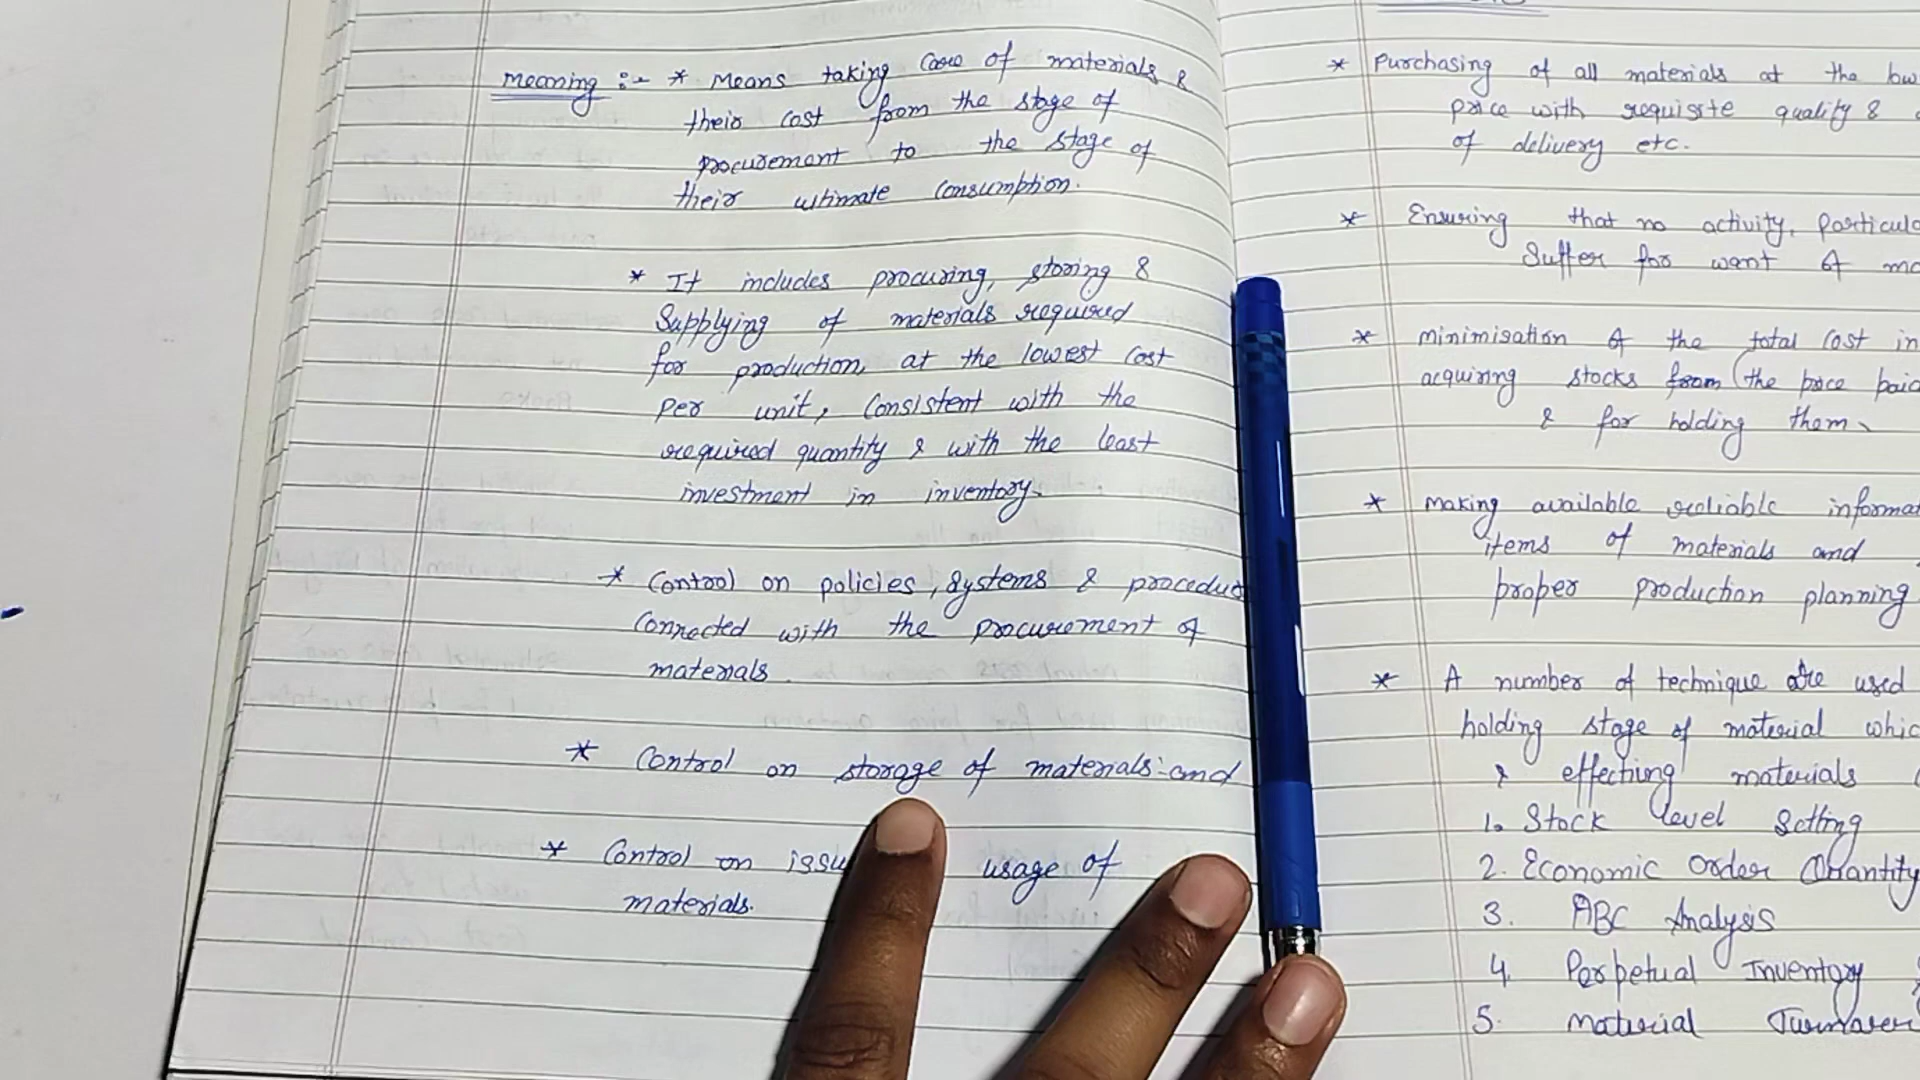 Meaning :- * Means taking care of materials &
their cost from the stage of
procurement to the stage of
their ultimate consumption.
* It includes procuring, storing &
Supplying of materials required
for production, at the lowest cost
per unit, consistent with the
required quantity & with the least
investment in inventory.
* Control on policies, systems &
Connected with the procurement of
materials.
* Control on storage of materials and
* Control on usage of
materials.
* Purchasing of all materials at the
price with requisite quality &
of delivery etc.
* Ensuring that no activity,
Suffer for want of
* minimisation of the total cost in
acquiring stocks from (the price
& for holding them.
* Making available reliable
items of materials and
proper production planning
* A number of technique are used
holding stage of material
& materials
1. Stock level Setting
2. Economic Order Quantity
3. ABC Analysis
4. Perpetual Inventory
5. Material